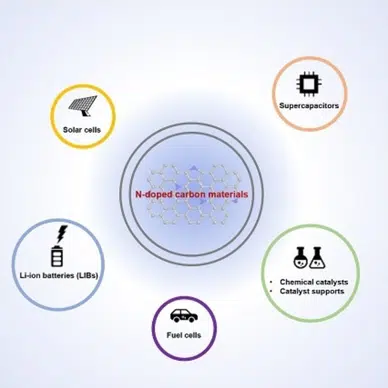 Supercapacitors
Solar cells
N-doped carbon materials
Li-ion batteries (LIBs)
• Chemical catalysts
• Catalyst supports
Fuel cells